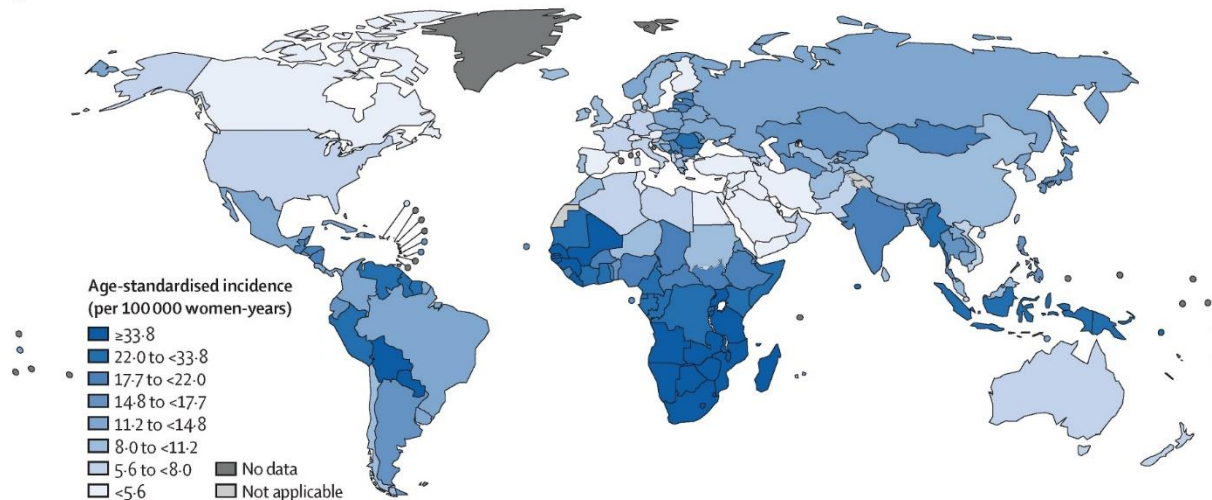 Age-standardised incidence
(per 100 000 women-years)
≥33·8
22·0 to <33·8
17·7 to <22·0
14·8 to <17·7
11·2 to <14·8
8·0 to <11·2
5·6 to <8·0
<5·6
No data
Not applicable